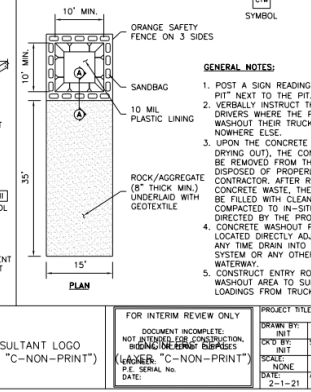 10' MIN.
ORANGE SAFETY
FENCE ON 3 SIDES
10' MIN.
A
SANDBAG
10 MIL
PLASTIC LINING
A
35'
ROCK/AGGREGATE
(8" THICK MIN.)
UNDERLAID WITH
GEOTEXTILE
15'
PLAN
SYMBOL
GENERAL NOTES:
1. POST A SIGN READING
PIT" NEXT TO THE PIT.
2. VERBALLY INSTRUCT TH
DRIVERS WHERE THE P
WASHOUT THEIR TRUCK
NOWHERE ELSE.
3. UPON THE CONCRETE
DRYING OUT), THE CON
BE REMOVED FROM TH
DISPOSED OF PROPERL
CONTRACTOR. AFTER R
CONCRETE WASTE, THE
BE FILLED WITH CLEAN
COMPACTED TO IN-SIT
DIRECTED BY THE PRO
4. CONCRETE WASHOUT F
LOCATED DIRECTLY ADJ
ANY TIME DRAIN INTO
SYSTEM OR ANY OTHE
WATERWAY.
5. CONSTRUCT ENTRY RO
WASHOUT AREA TO SU
LOADINGS FROM TRUC
SULTANT LOGO
"C-NON-PRINT")
FOR INTERIM REVIEW ONLY
DOCUMENT INCOMPLETE:
NOT INTENDED FOR CONSTRUCTION,
(LAYER "C-NON-PRINT")
ENGINEER:
P.E. SERIAL No.
DATE:
PROJECT TITLE
DRAWN BY:
INIT
CK'D BY:
INIT
SCALE:
NONE
DATE:
2-1-21